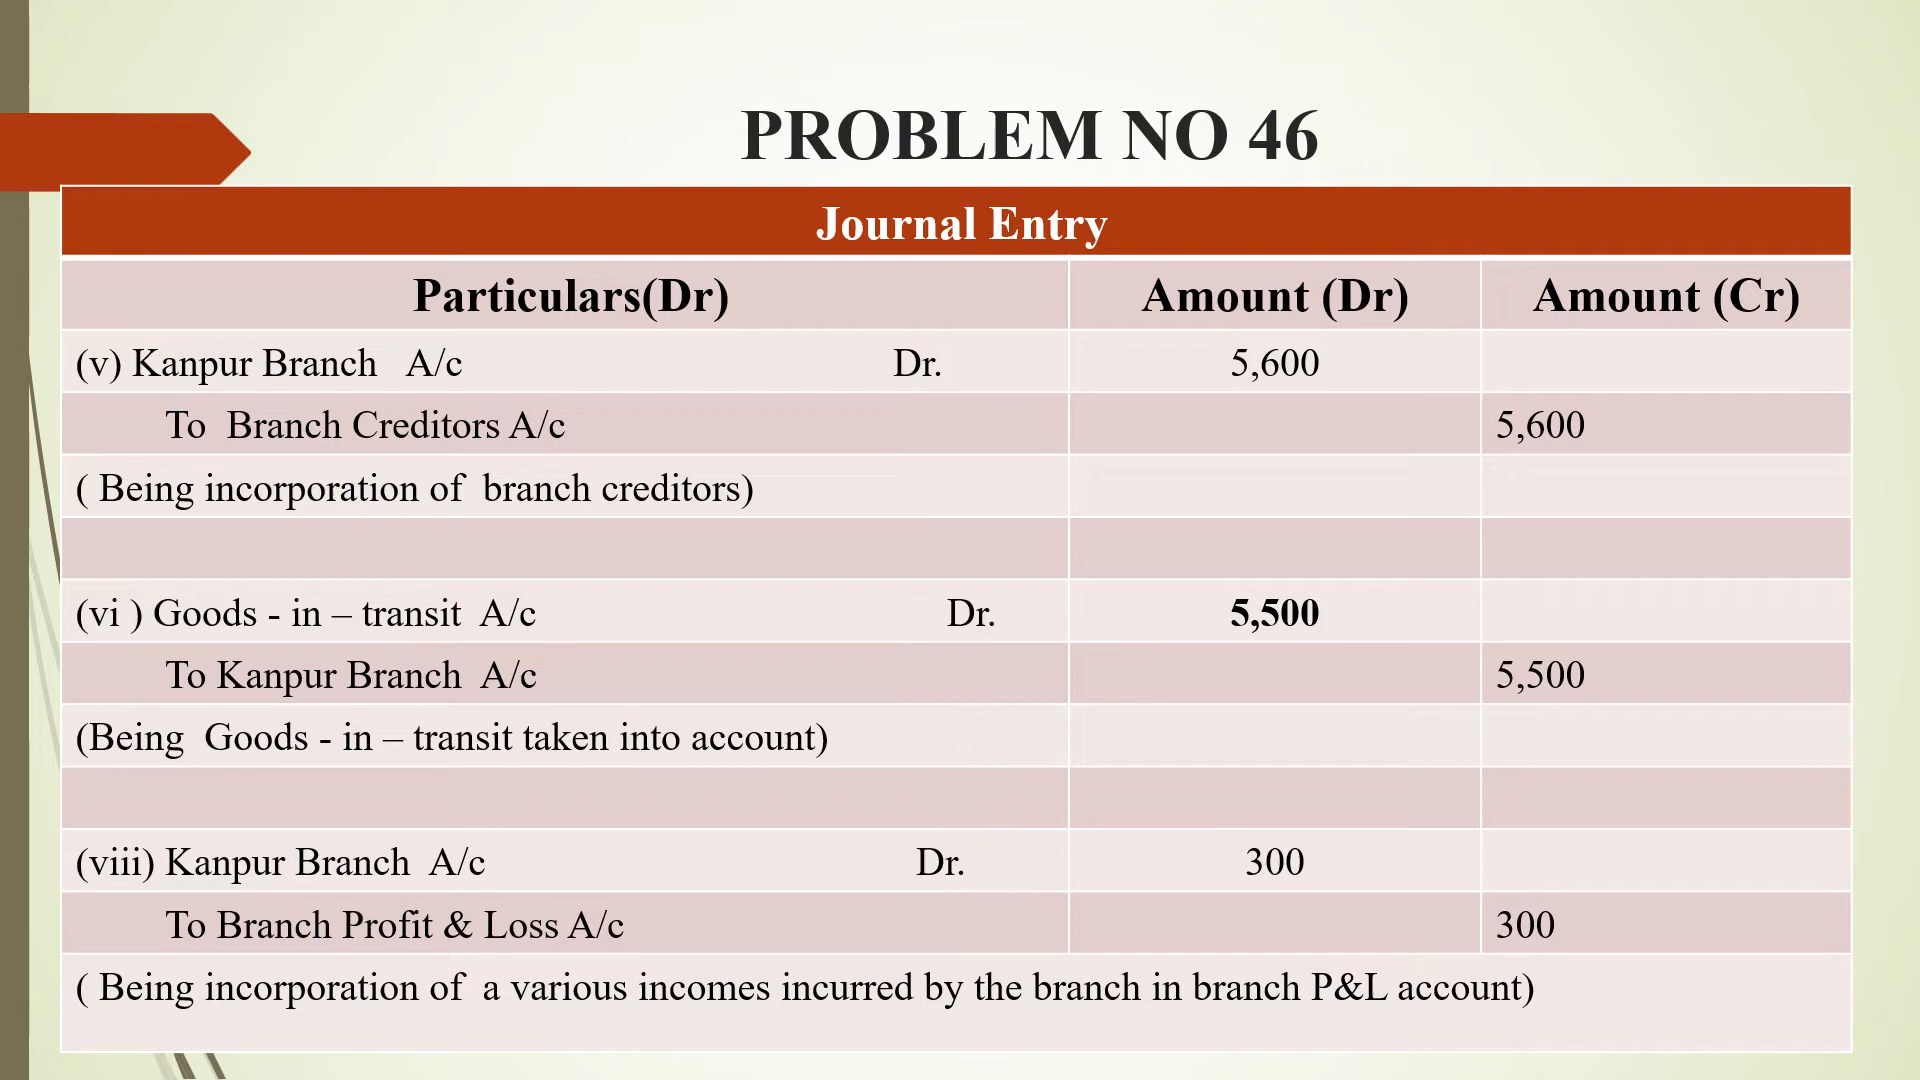 PROBLEM NO 46
Journal Entry
Particulars(Dr) Amount (Dr) Amount (Cr)
(v) Kanpur Branch A/c Dr. 5,600
To Branch Creditors A/c 5,600
( Being incorporation of branch creditors)
(vi ) Goods - in – transit A/c Dr. 5,500
To Kanpur Branch A/c 5,500
(Being Goods - in – transit taken into account)
(viii) Kanpur Branch A/c Dr. 300
To Branch Profit & Loss A/c 300
( Being incorporation of a various incomes incurred by the branch in branch P&L account)